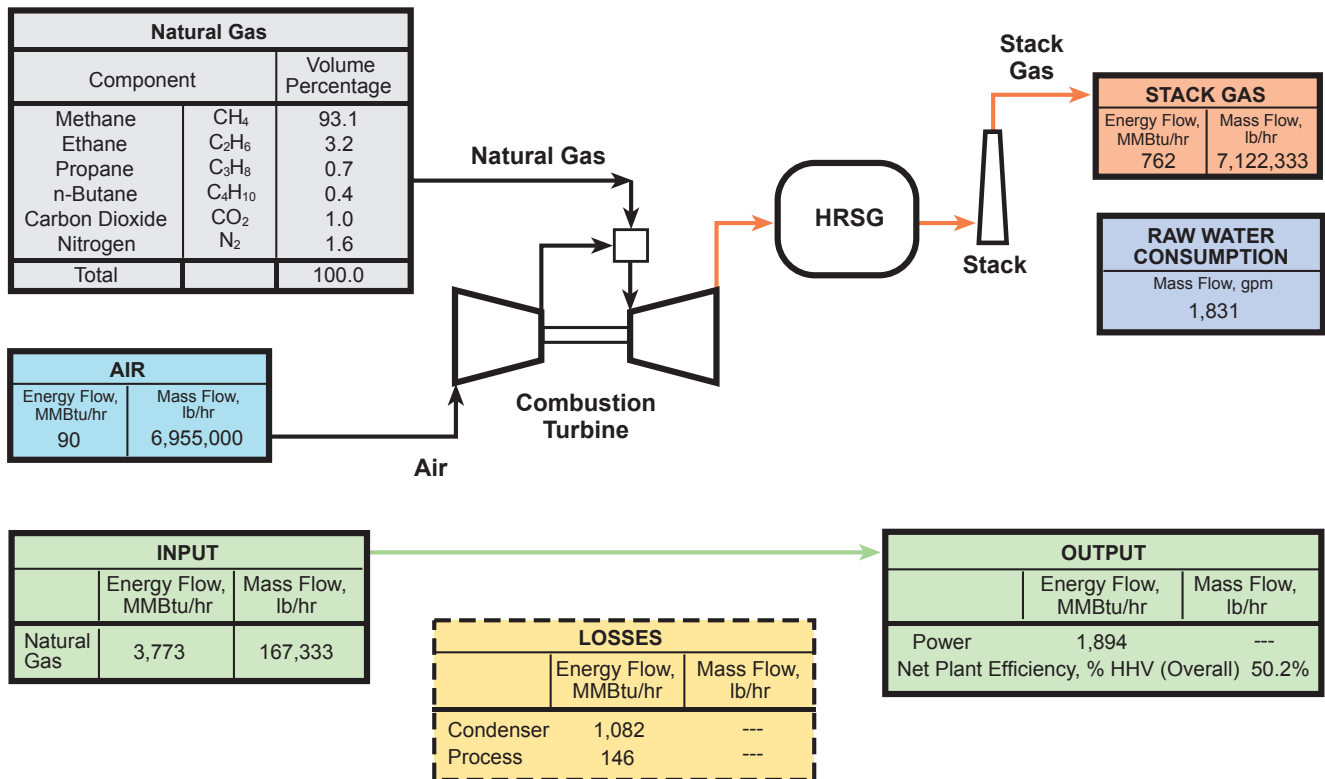 Natural Gas
Component
Volume
Percentage
Methane CH₄ 93.1
Ethane C₂H₆ 3.2
Propane C₃H₈ 0.7
n-Butane C₄H₁₀ 0.4
Carbon Dioxide CO₂ 1.0
Nitrogen N₂ 1.6
Total 100.0
Natural Gas
Stack
Gas
STACK GAS
Energy Flow,
MMBtu/hr
Mass Flow,
lb/hr
762 7,122,333
HRSG
Stack
RAW WATER
CONSUMPTION
Mass Flow, gpm
1,831
AIR
Energy Flow,
MMBtu/hr
Mass Flow,
lb/hr
90 6,955,000
Air
Combustion
Turbine
INPUT
Energy Flow,
MMBtu/hr
Mass Flow,
lb/hr
Natural
Gas
3,773 167,333
LOSSES
Energy Flow,
MMBtu/hr
Mass Flow,
lb/hr
Condenser 1,082 ---
Process 146 ---
OUTPUT
Energy Flow,
MMBtu/hr
Mass Flow,
lb/hr
Power 1,894 ---
Net Plant Efficiency, % HHV (Overall) 50.2%